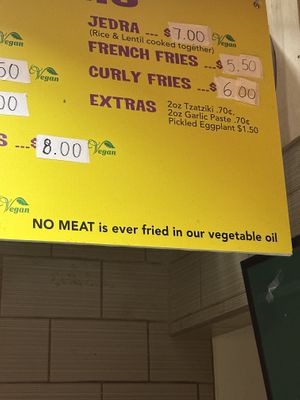 JEDRA --- $7.00 Vegan
(Rice & Lentil cooked together)
FRENCH FRIES ---$5.50
CURLY FRIES ---$6.00
EXTRAS 2oz Tzatziki .70¢,
2oz Garlic Paste .70¢
Pickled Eggplant $1.50
Vegan
50 Vegan
00
S ---$8.00 Vegan
Vegan
NO MEAT is ever fried in our vegetable oil